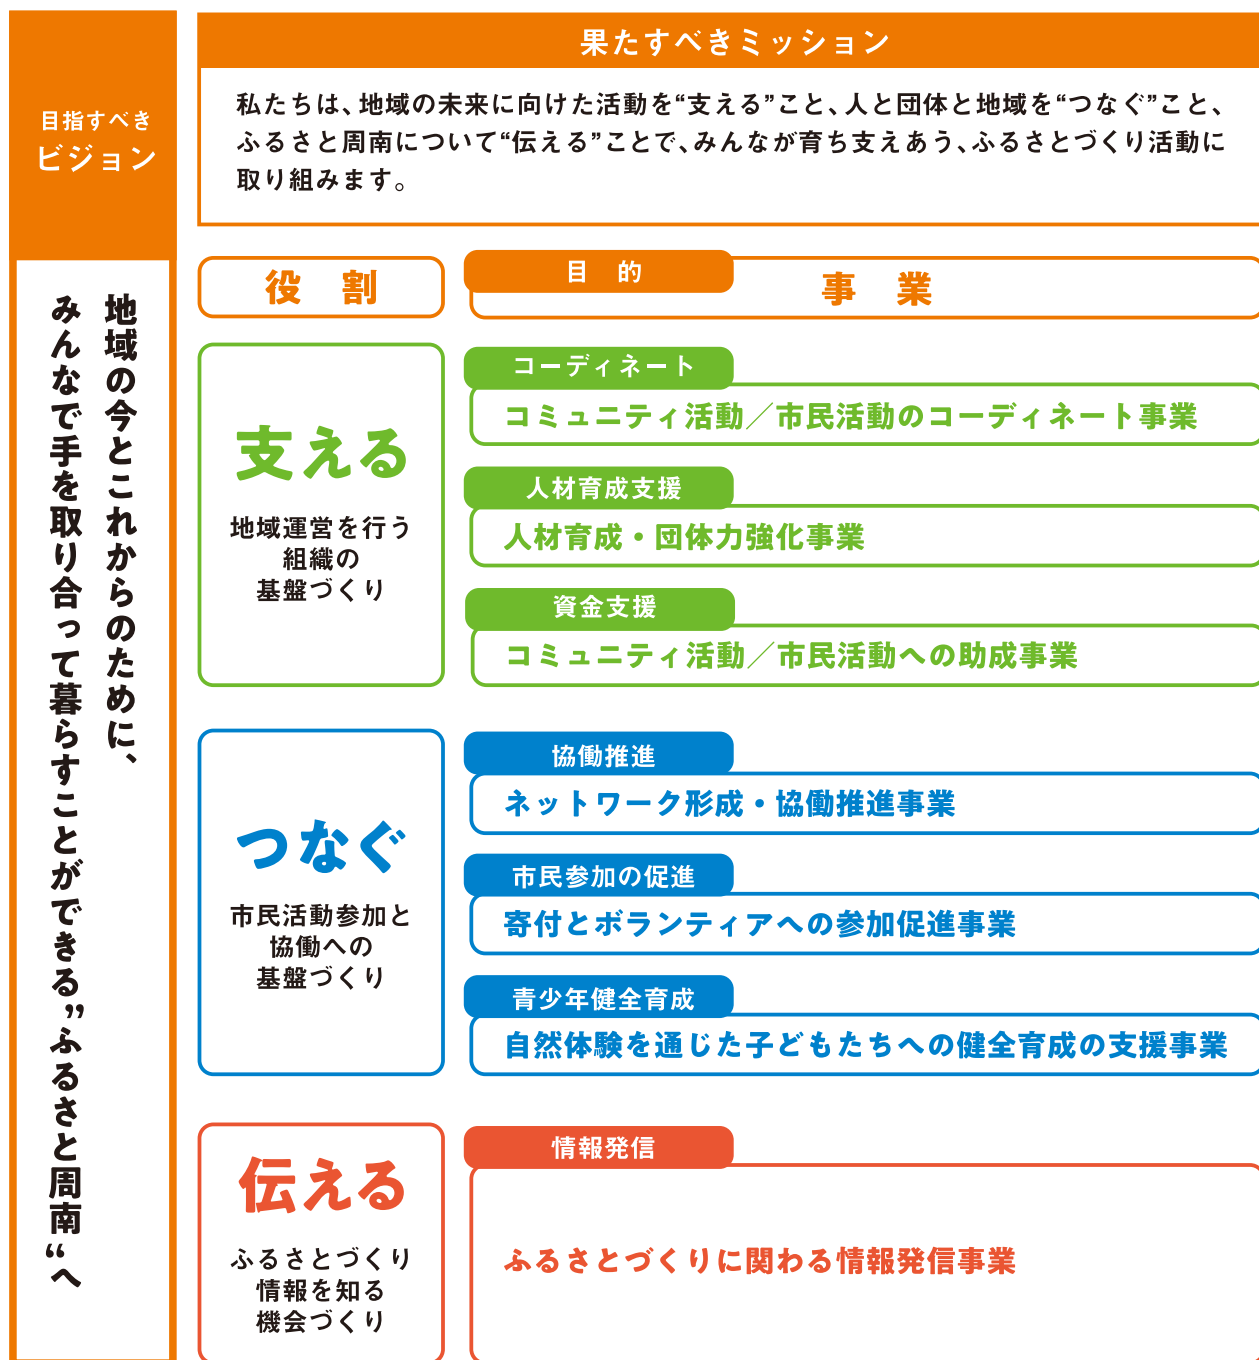 目指すべき
ビジョン
地域の今とこれからのために、
みんなで手を取り合って暮らすことができる”ふるさと周南“へ
果たすべきミッション
私たちは、地域の未来に向けた活動を“支える”こと、人と団体と地域を“つなぐ”こと、
ふるさと周南について“伝える”ことで、みんなが育ち支えあう、ふるさとづくり活動に
取り組みます。
役 割
目 的
事 業
支える
地域運営を行う
組織の
基盤づくり
コーディネート
コミュニティ活動／市民活動のコーディネート事業
人材育成支援
人材育成・団体力強化事業
資金支援
コミュニティ活動／市民活動への助成事業
つなぐ
市民活動参加と
協働への
基盤づくり
協働推進
ネットワーク形成・協働推進事業
市民参加の促進
寄付とボランティアへの参加促進事業
青少年健全育成
自然体験を通じた子どもたちへの健全育成の支援事業
伝える
ふるさとづくり
情報を知る
機会づくり
情報発信
ふるさとづくりに関わる情報発信事業